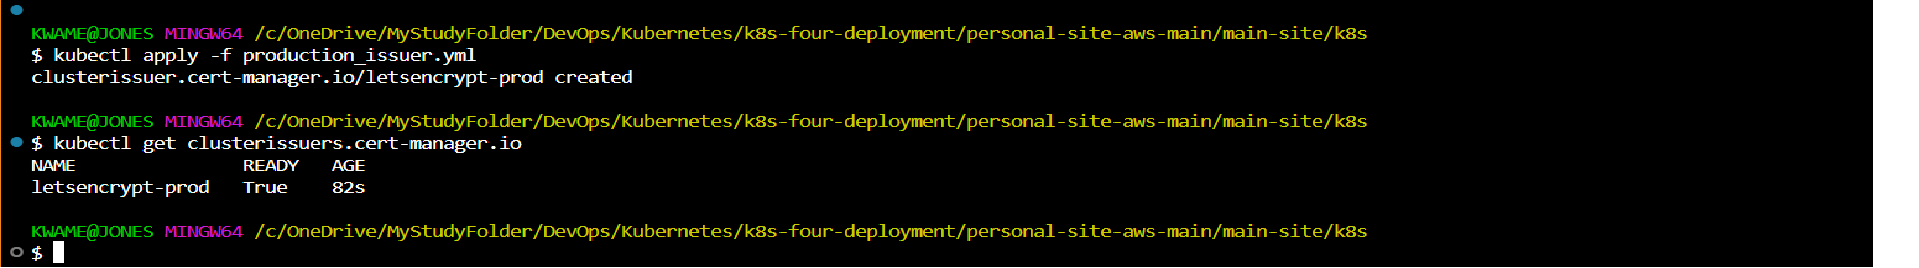 KWAME@JONES MINGW64 /c/OneDrive/MyStudyFolder/DevOps/Kubernetes/k8s-four-deployment/personal-site-aws-main/main-site/k8s
$ kubectl apply -f production_issuer.yml
clusterissuer.cert-manager.io/letsencrypt-prod created
KWAME@JONES MINGW64 /c/OneDrive/MyStudyFolder/DevOps/Kubernetes/k8s-four-deployment/personal-site-aws-main/main-site/k8s
$ kubectl get clusterissuers.cert-manager.io
NAME               READY   AGE
letsencrypt-prod   True    82s
KWAME@JONES MINGW64 /c/OneDrive/MyStudyFolder/DevOps/Kubernetes/k8s-four-deployment/personal-site-aws-main/main-site/k8s
$